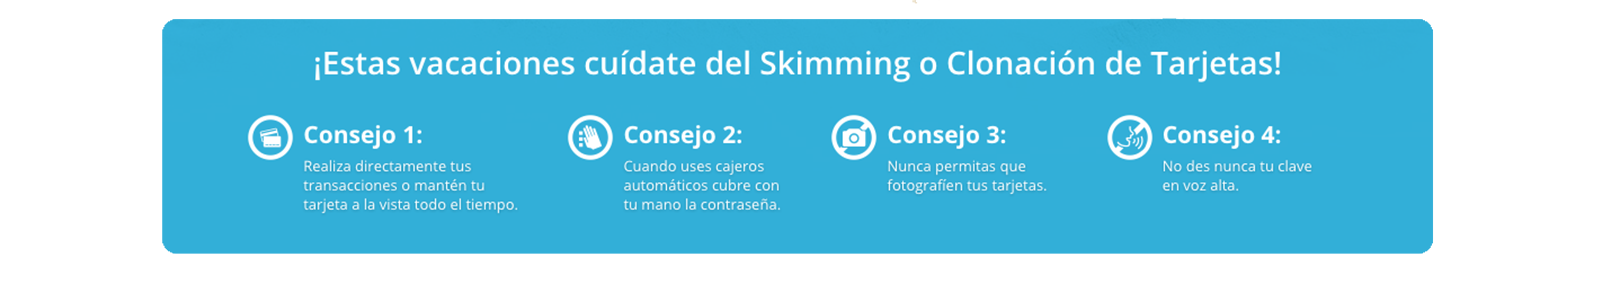 ¡Estas vacaciones cuídate del Skimming o Clonación de Tarjetas!
Consejo 1:
Realiza directamente tus
transacciones o mantén tu
tarjeta a la vista todo el tiempo.
Consejo 2:
Cuando uses cajeros
automáticos cubre con
tu mano la contraseña.
Consejo 3:
Nunca permitas que
fotografíen tus tarjetas.
Consejo 4:
No des nunca tu clave
en voz alta.